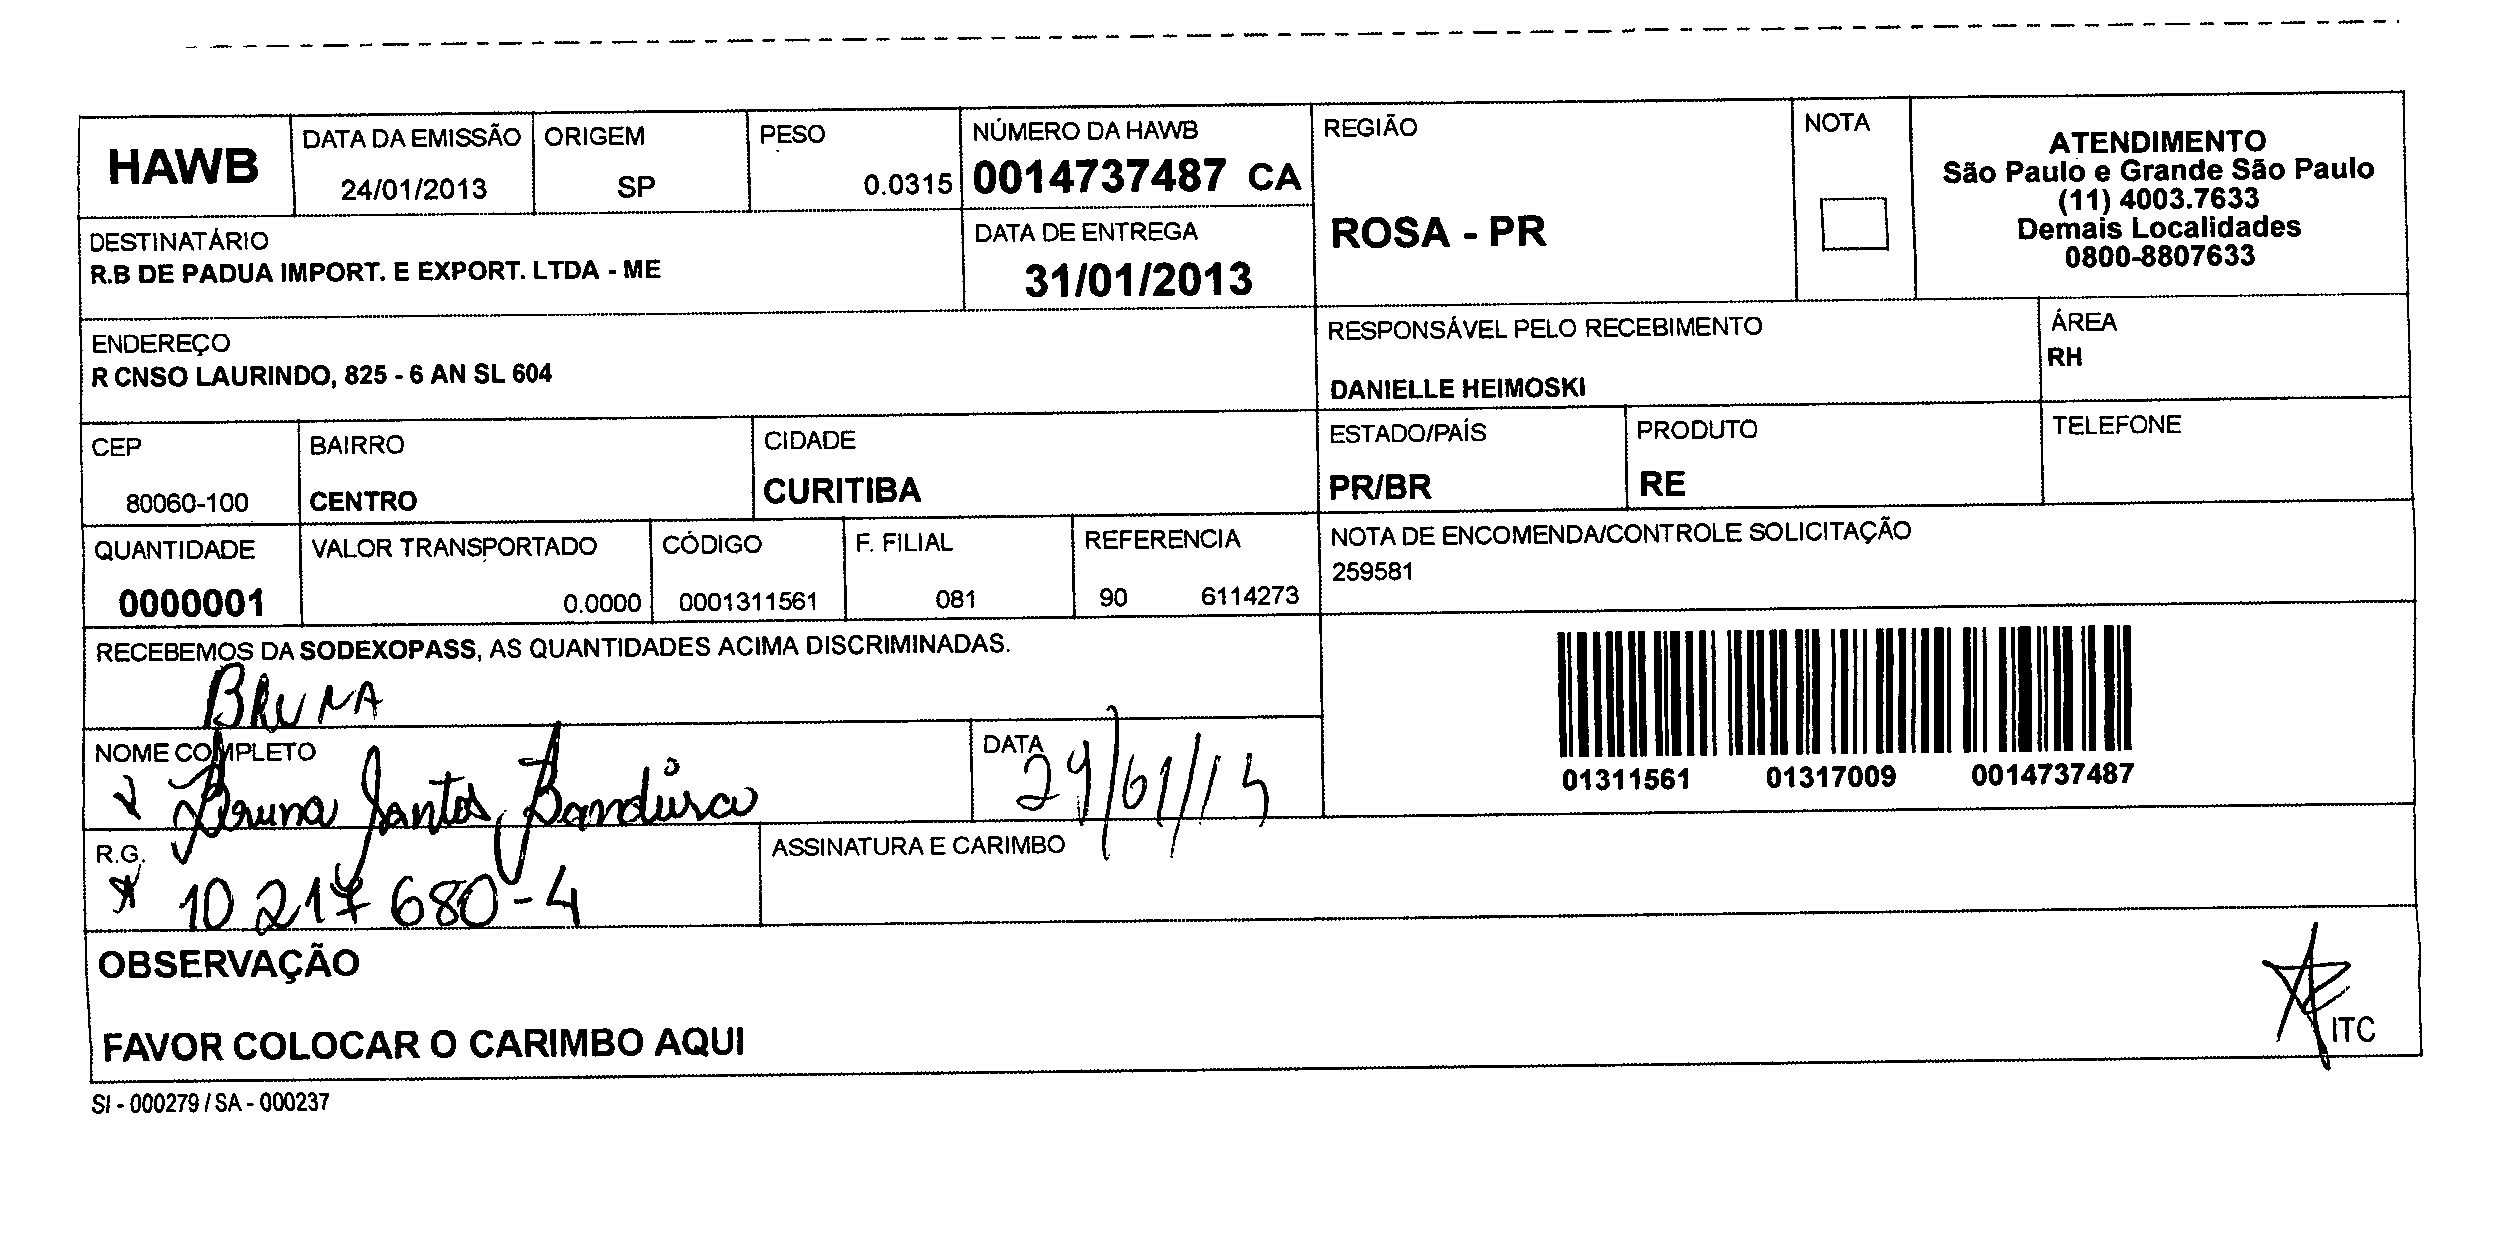 HAWB
DATA DA EMISSÃO
24/01/2013
ORIGEM
SP
PESO
0.0315
NÚMERO DA HAWB
0014737487 CA
REGIÃO
ROSA - PR
NOTA
ATENDIMENTO
São Paulo e Grande São Paulo
(11) 4003.7633
Demais Localidades
0800-8807633
DESTINATÁRIO
R.B DE PADUA IMPORT. E EXPORT. LTDA - ME
DATA DE ENTREGA
31/01/2013
ENDEREÇO
R CNSO LAURINDO, 825 - 6 AN SL 604
RESPONSÁVEL PELO RECEBIMENTO
DANIELLE HEIMOSKI
ÁREA
RH
CEP
80060-100
BAIRRO
CENTRO
CIDADE
CURITIBA
ESTADO/PAÍS
PR/BR
PRODUTO
RE
TELEFONE
QUANTIDADE
0000001
VALOR TRANSPORTADO
0.0000
CÓDIGO
0001311561
F. FILIAL
081
REFERENCIA
90 6114273
NOTA DE ENCOMENDA/CONTROLE SOLICITAÇÃO
259581
RECEBEMOS DA SODEXOPASS, AS QUANTIDADES ACIMA DISCRIMINADAS.
BRUNA
01311561 01317009 0014737487
NOME COMPLETO
Bruna Santos Bandura
DATA
29/01/13
R.G.
10 217 680-4
ASSINATURA E CARIMBO
OBSERVAÇÃO
FAVOR COLOCAR O CARIMBO AQUI
ITC
SI - 000279 / SA - 000237